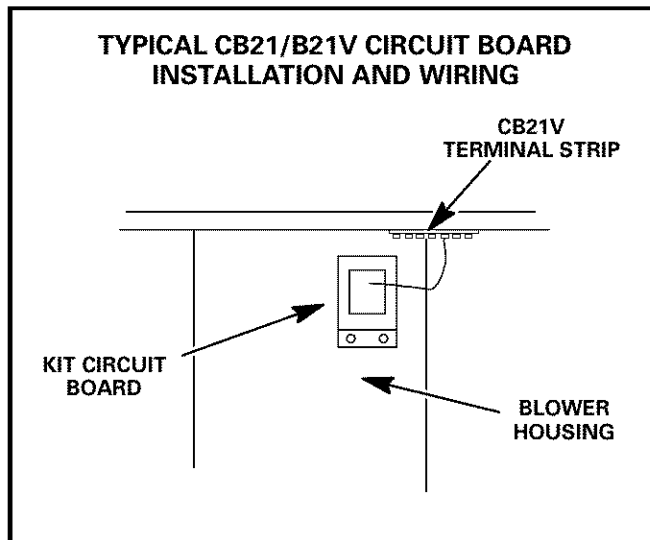 TYPICAL CB21/B21V CIRCUIT BOARD
INSTALLATION AND WIRING
CB21V
TERMINAL STRIP
KIT CIRCUIT
BOARD
BLOWER
HOUSING